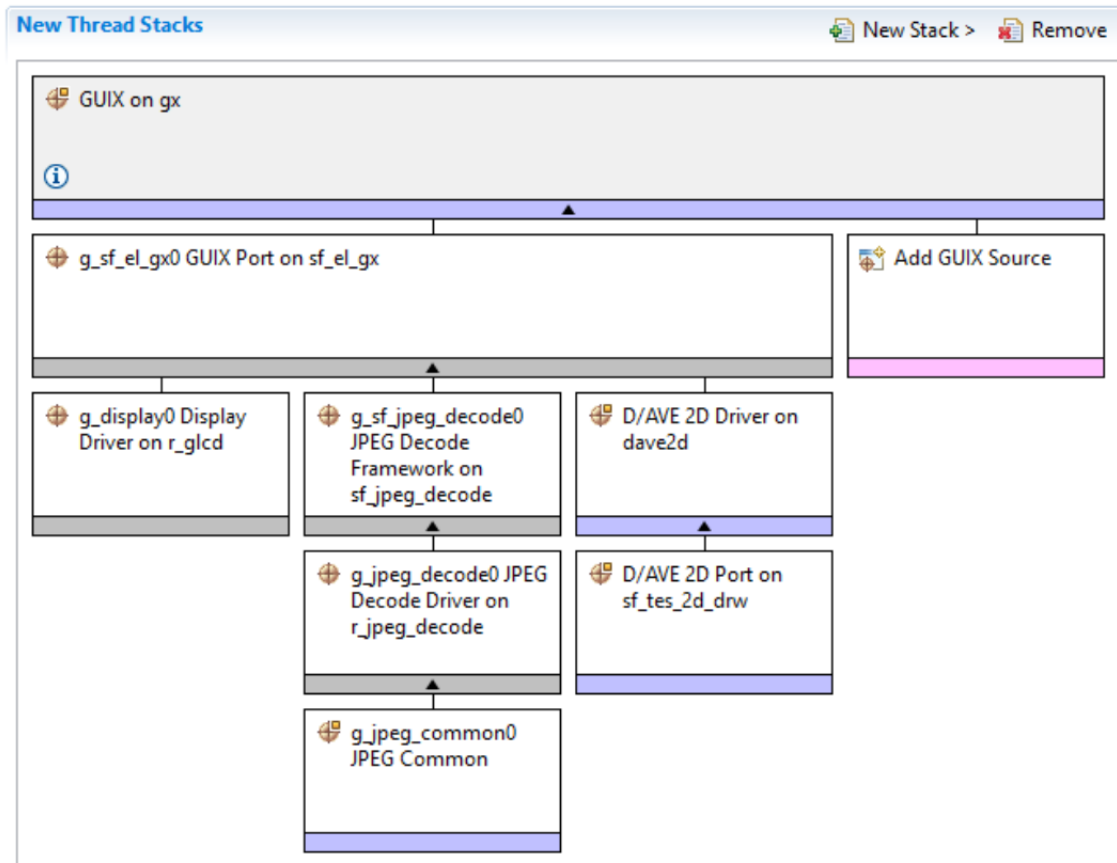 New Thread Stacks
New Stack >
Remove
GUIX on gx
g_sf_el_gx0 GUIX Port on sf_el_gx
Add GUIX Source
g_display0 Display
Driver on r_glcd
g_sf_jpeg_decode0
JPEG Decode
Framework on
sf_jpeg_decode
D/AVE 2D Driver on
dave2d
g_jpeg_decode0 JPEG
Decode Driver on
r_jpeg_decode
D/AVE 2D Port on
sf_tes_2d_drw
g_jpeg_common0
JPEG Common